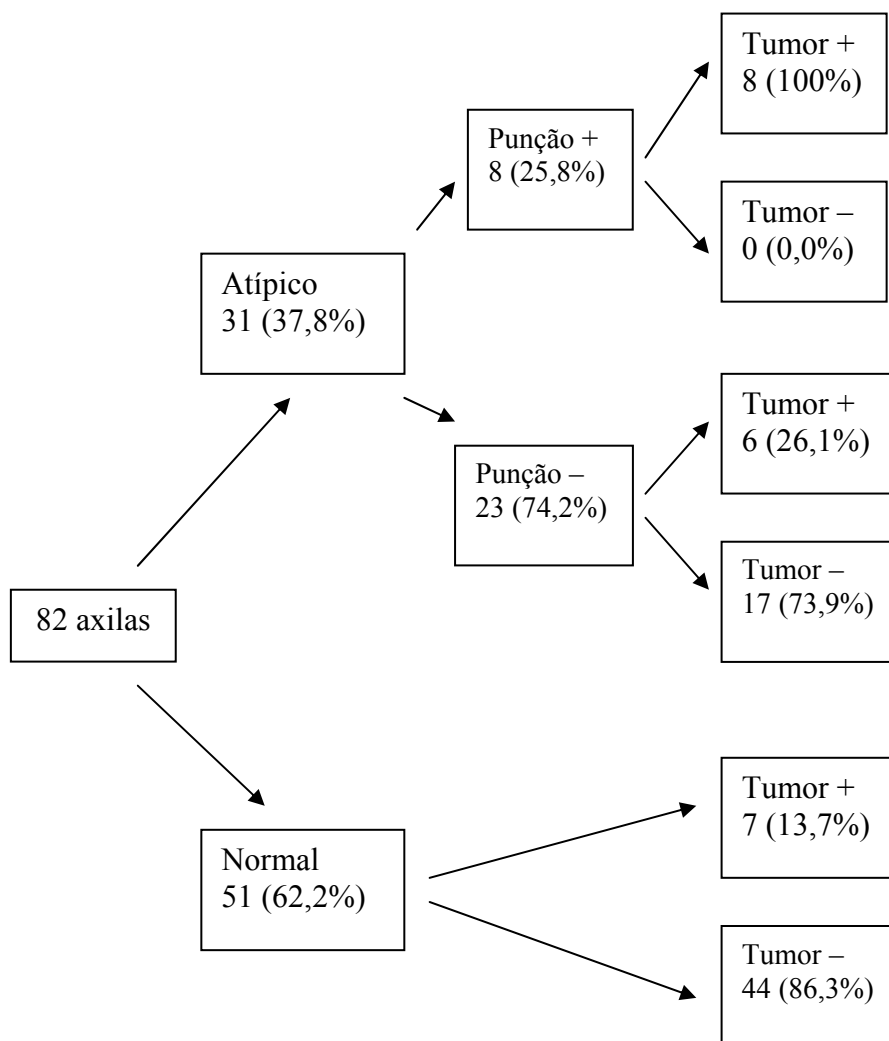 Tumor +
8 (100%)
Punção +
8 (25,8%)
Tumor –
0 (0,0%)
Atípico
31 (37,8%)
Tumor +
6 (26,1%)
Punção –
23 (74,2%)
Tumor –
17 (73,9%)
82 axilas
Tumor +
7 (13,7%)
Normal
51 (62,2%)
Tumor –
44 (86,3%)